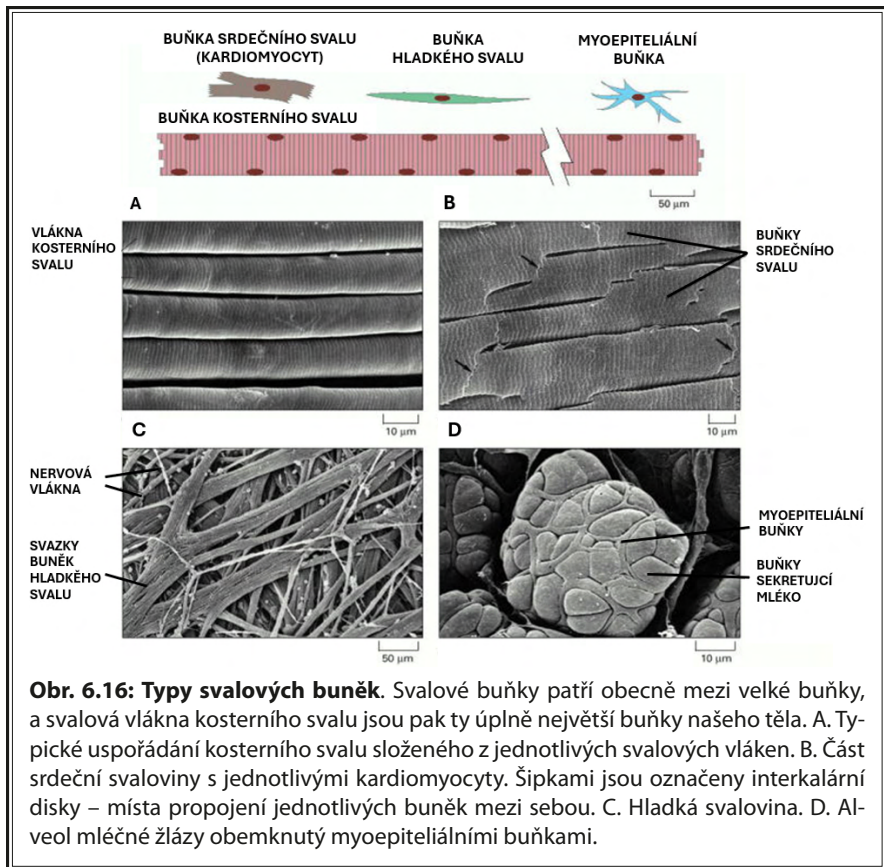 BUŇKA SRDEČNÍHO SVALU
(KARDIOMYOCYT)
BUŇKA
HLADKÉHO SVALU
MYOEPITELIÁLNÍ
BUŇKA
BUŇKA KOSTERNÍHO SVALU
50 μm
A
B
VLÁKNA
KOSTERNÍHO
SVALU
BUŇKY
SRDEČNÍHO
SVALU
10 μm
10 μm
C
D
NERVOVÁ
VLÁKNA
SVAZKY
BUNĚK
HLADKÉHO
SVALU
MYOEPITELIÁLNÍ
BUŇKY
BUŇKY
SEKRETUJCÍ
MLÉKO
50 μm
10 μm
Obr. 6.16: Typy svalových buněk. Svalové buňky patří obecně mezi velké buňky,
a svalová vlákna kosterního svalu jsou pak ty úplně největší buňky našeho těla. A. Ty-
pické uspořádání kosterního svalu složeného z jednotlivých svalových vláken. B. Část
srdeční svaloviny s jednotlivými kardiomyocyty. Šipkami jsou označeny interkalární
disky – místa propojení jednotlivých buněk mezi sebou. C. Hladká svalovina. D. Al-
veol mléčné žlázy obemknutý myoepiteliálními buňkami.